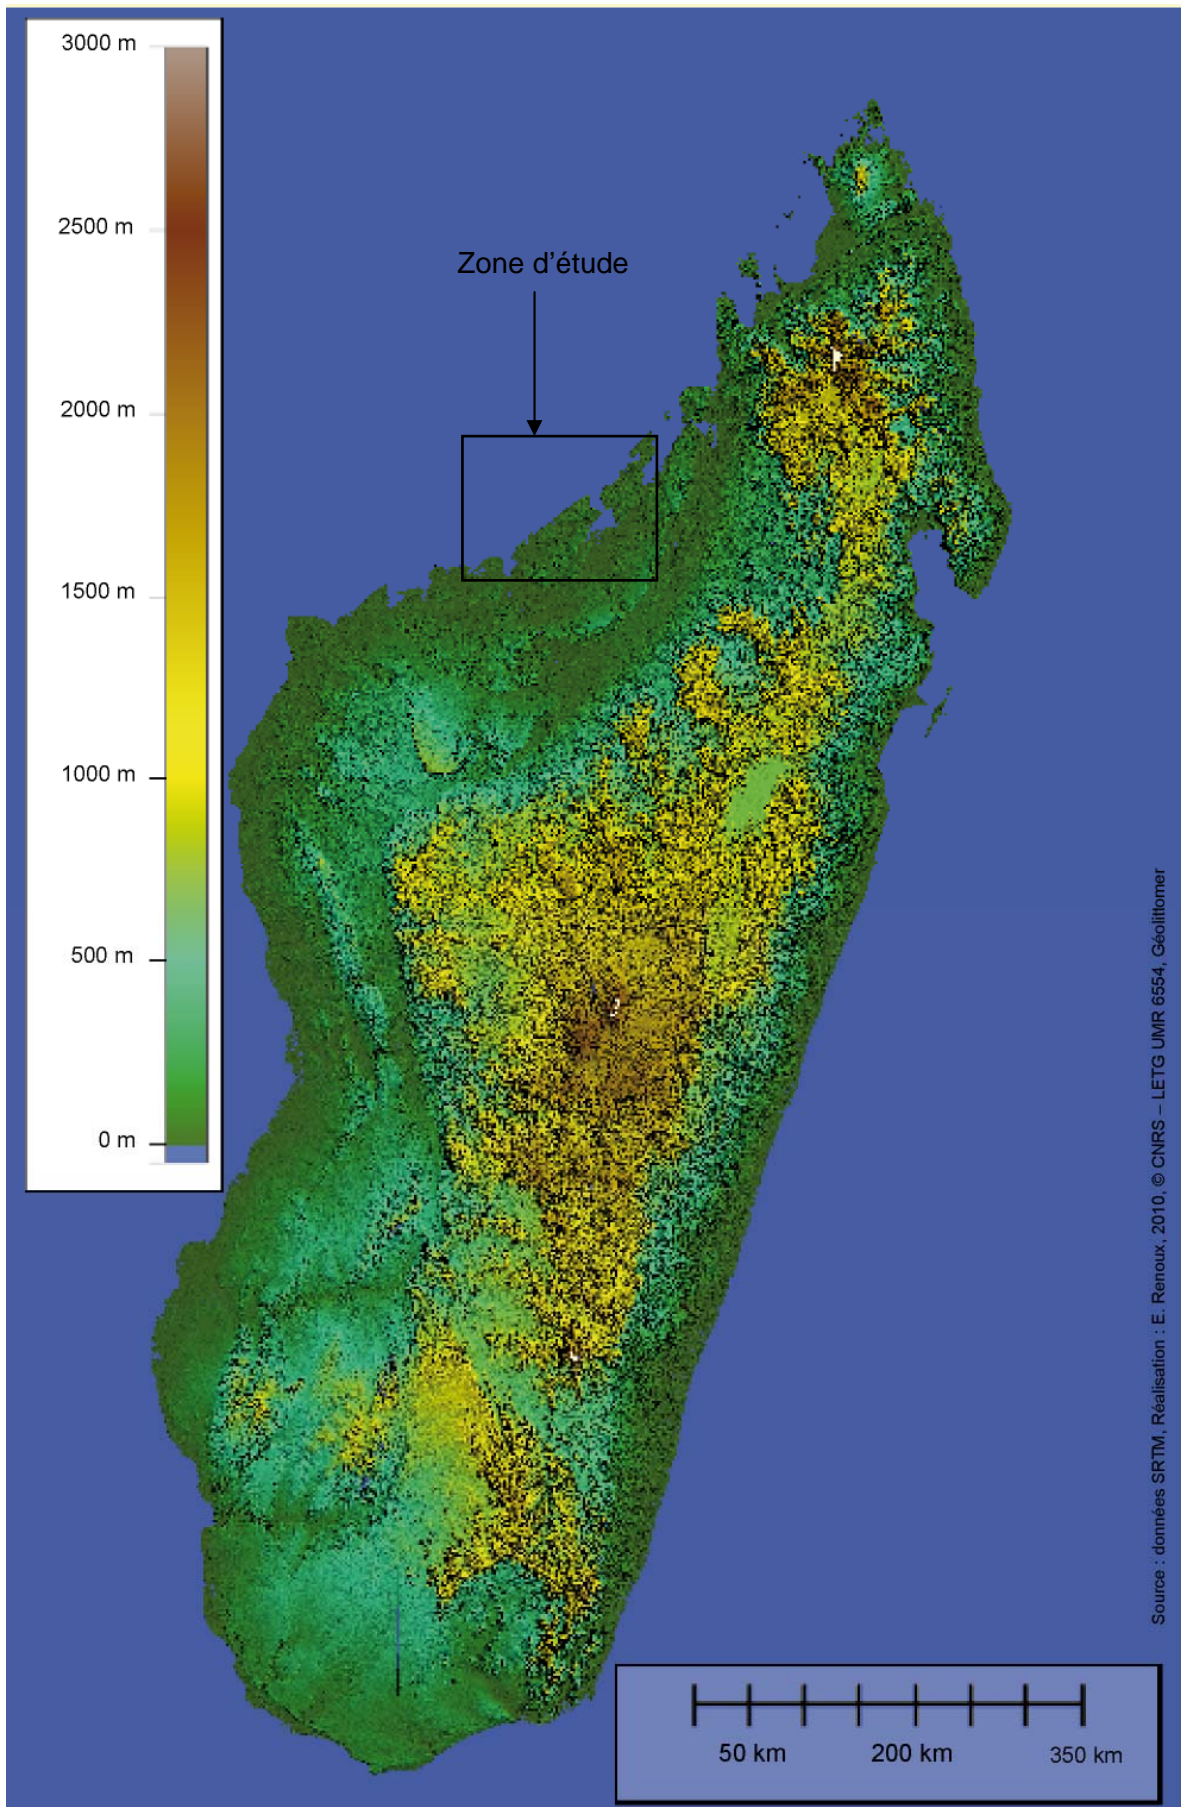 3000 m
2500 m
2000 m
1500 m
1000 m
500 m
0 m
Zone d'étude
50 km
200 km
350 km
Source : données SRTM, Réalisation : E. Renoux, 2010, © CNRS – LETG UMR 6554, Géolittomer